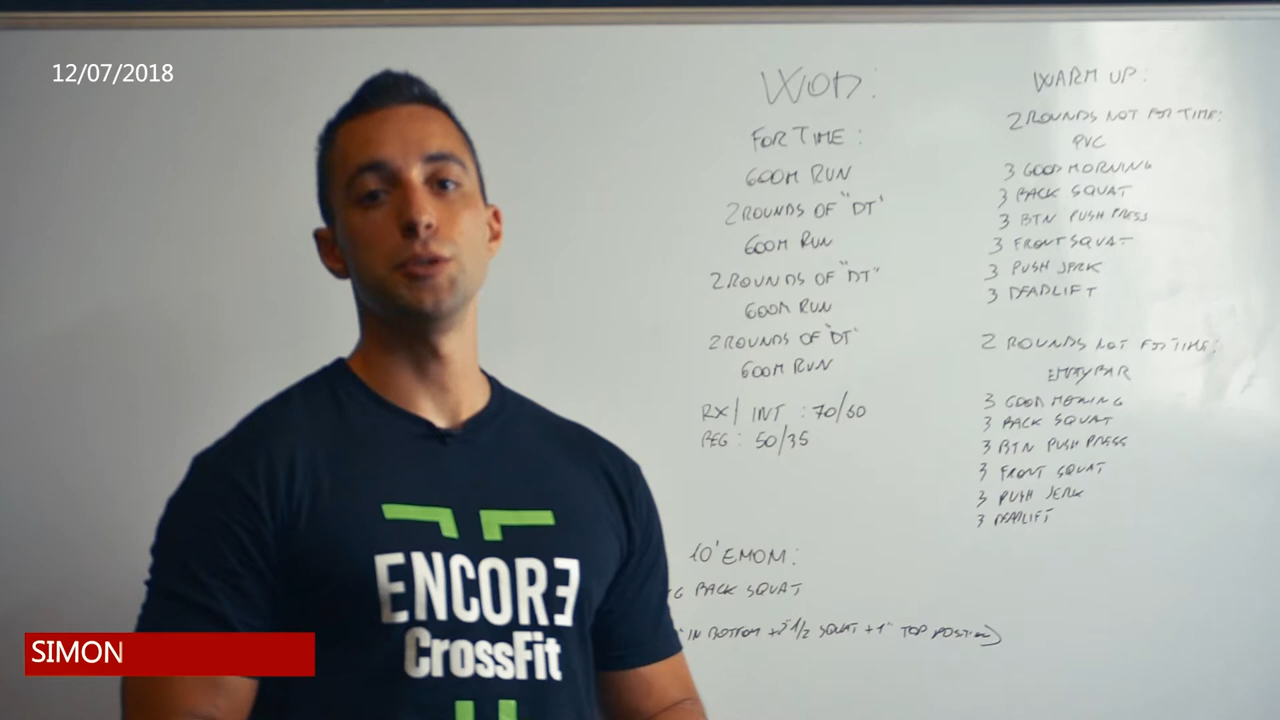 12/07/2018
WOD:
FOR TIME:
600M RUN
2 ROUNDS OF "DT"
600M RUN
2 ROUNDS OF "DT"
600M RUN
2 ROUNDS OF "DT"
600M RUN
RX/ INT : 70/50
BEG: 50/35
10' EMOM:
BACK SQUAT
IN BOTTOM + 1/2 SQUAT + 1" TOP POSITION)
WARM UP:
2 ROUNDS NOT FOR TIME:
PVC
3 GOOD MORNING
3 BACK SQUAT
3 BTN PUSH PRESS
3 FRONT SQUAT
3 PUSH JERK
3 DEADLIFT
2 ROUNDS NOT FOR TIME:
EMPTY BAR
3 GOOD MORNING
3 BACK SQUAT
3 BTN PUSH PRESS
3 FRONT SQUAT
3 PUSH JERK
3 DEADLIFT
ENCORE
CrossFit
SIMON